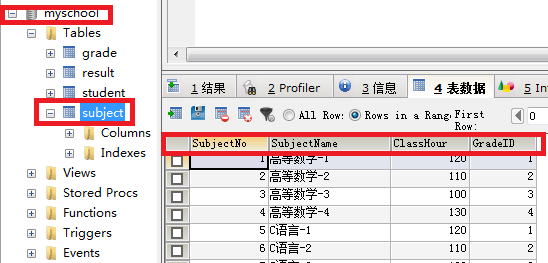 myschool
Tables
grade
result
student
subject
Columns
Indexes
Views
Stored Procs
Functions
Triggers
Events
1 结果 2 Profiler 3 信息 4 表数据 5 In
All Row: Rows in a Rang First Row: 0
SubjectNo SubjectName ClassHour GradeID
1 高等数学-1 120 1
2 高等数学-2 110 2
3 高等数学-3 100 3
4 高等数学-4 130 4
5 C语言-1 120 1
6 C语言-2 110 2